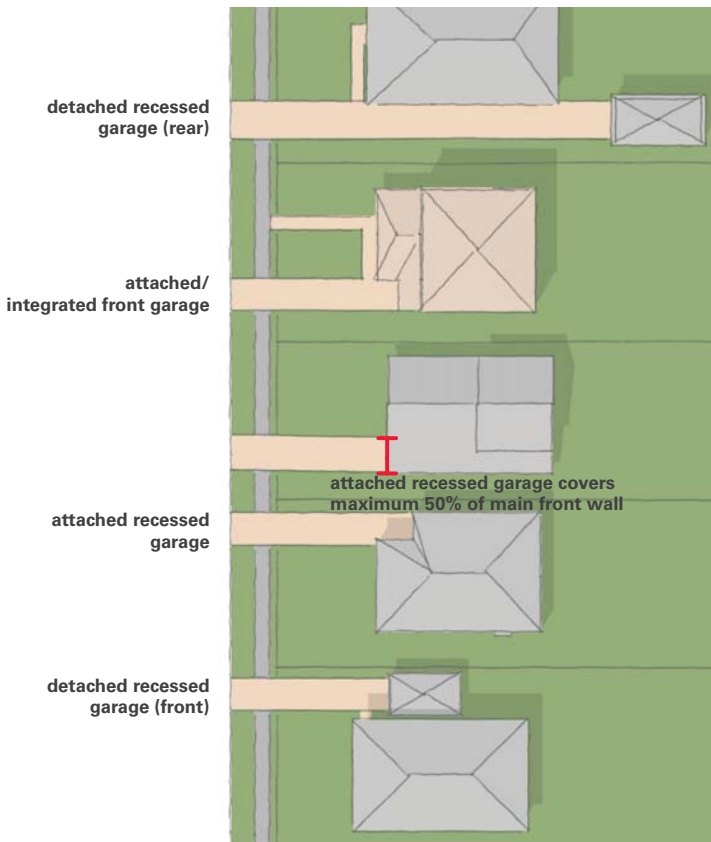 detached recessed
garage (rear)
attached/
integrated front garage
attached recessed garage covers
maximum 50% of main front wall
attached recessed
garage
detached recessed
garage (front)